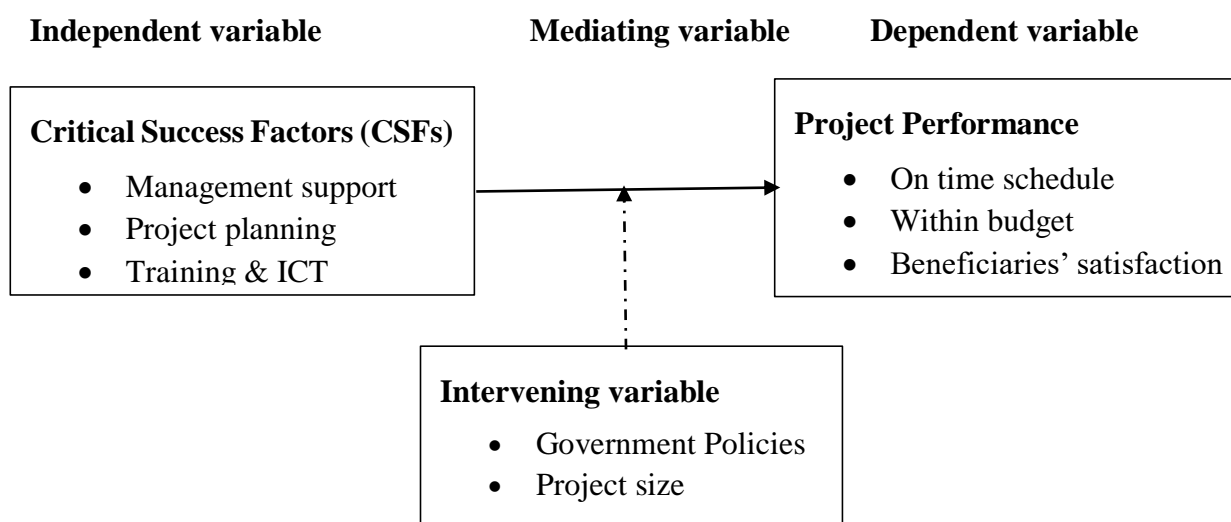 Independent variable
Mediating variable
Dependent variable
Critical Success Factors (CSFs)
• Management support
• Project planning
• Training & ICT
Project Performance
• On time schedule
• Within budget
• Beneficiaries’ satisfaction
Intervening variable
• Government Policies
• Project size